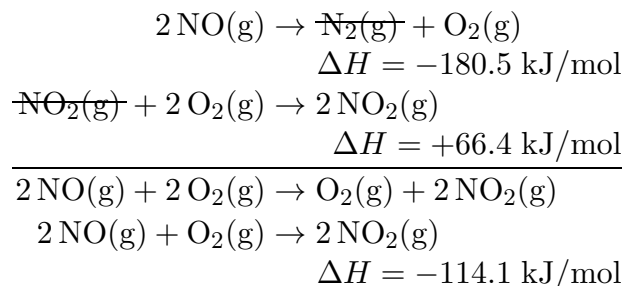 2 NO(g) → N₂(g) + O₂(g)
ΔH = −180.5 kJ/mol
NO₂(g) + 2 O₂(g) → 2 NO₂(g)
ΔH = +66.4 kJ/mol
2 NO(g) + 2 O₂(g) → O₂(g) + 2 NO₂(g)
2 NO(g) + O₂(g) → 2 NO₂(g)
ΔH = −114.1 kJ/mol